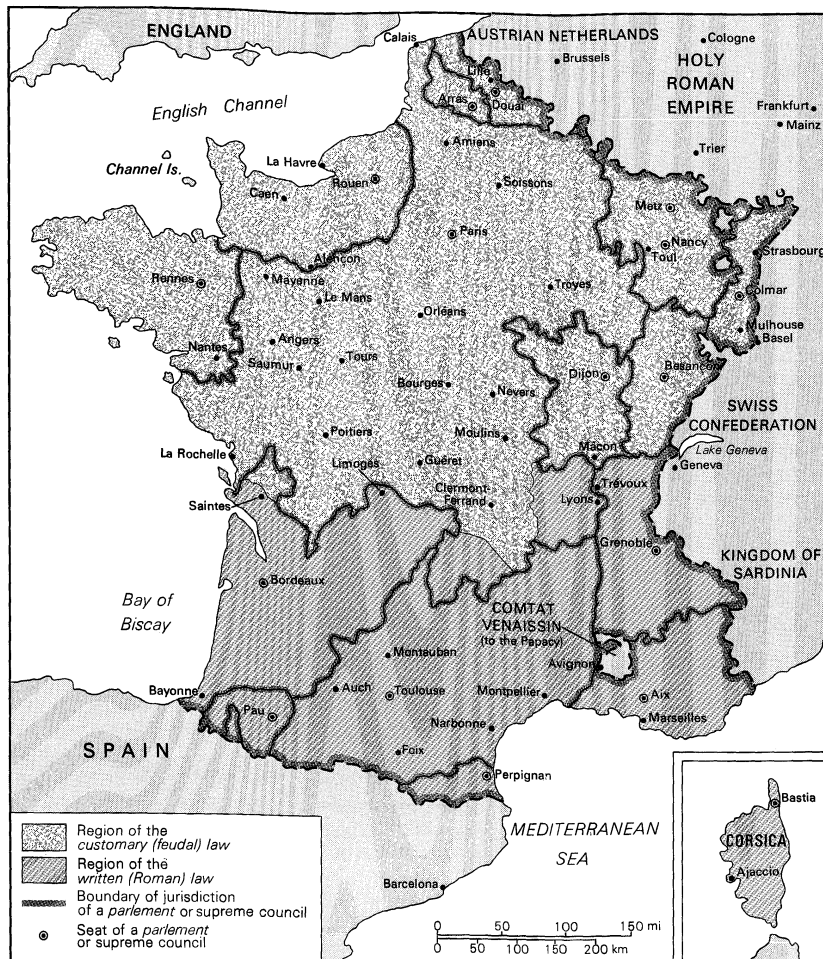 ENGLAND
Calais
AUSTRIAN NETHERLANDS
Cologne
Brussels
HOLY
ROMAN
EMPIRE
Lille
Douai
Arras
Frankfurt
Mainz
English Channel
Amiens
Trier
Channel Is.
La Havre
Rouen
Caen
Soissons
Metz
Paris
Nancy
Toul
Strasbourg
Alençon
Rennes
Mayenne
Le Mans
Troyes
Colmar
Orléans
Mulhouse
Basel
Nantes
Angers
Saumur
Tours
Dijon
Besançon
Bourges
Nevers
SWISS
CONFEDERATION
Lake Geneva
Geneva
Poitiers
Moulins
Mâcon
La Rochelle
Limoges
Guéret
Clermont-
Ferrand
Trévoux
Lyons
Saintes
Grenoble
KINGDOM OF
SARDINIA
Bordeaux
Bay of
Biscay
COMTAT
VENAISSIN
(to the Papacy)
Avignon
Montauban
Bayonne
Auch
Toulouse
Montpellier
Aix
Marseilles
Pau
Narbonne
SPAIN
Foix
Perpignan
Bastia
CORSICA
Ajaccio
MEDITERRANEAN
SEA
Barcelona
Region of the
customary (feudal) law
Region of the
written (Roman) law
Boundary of jurisdiction
of a parlement or supreme council
Seat of a parlement
or supreme council
0 50 100 150 mi
0 50 100 150 200 km